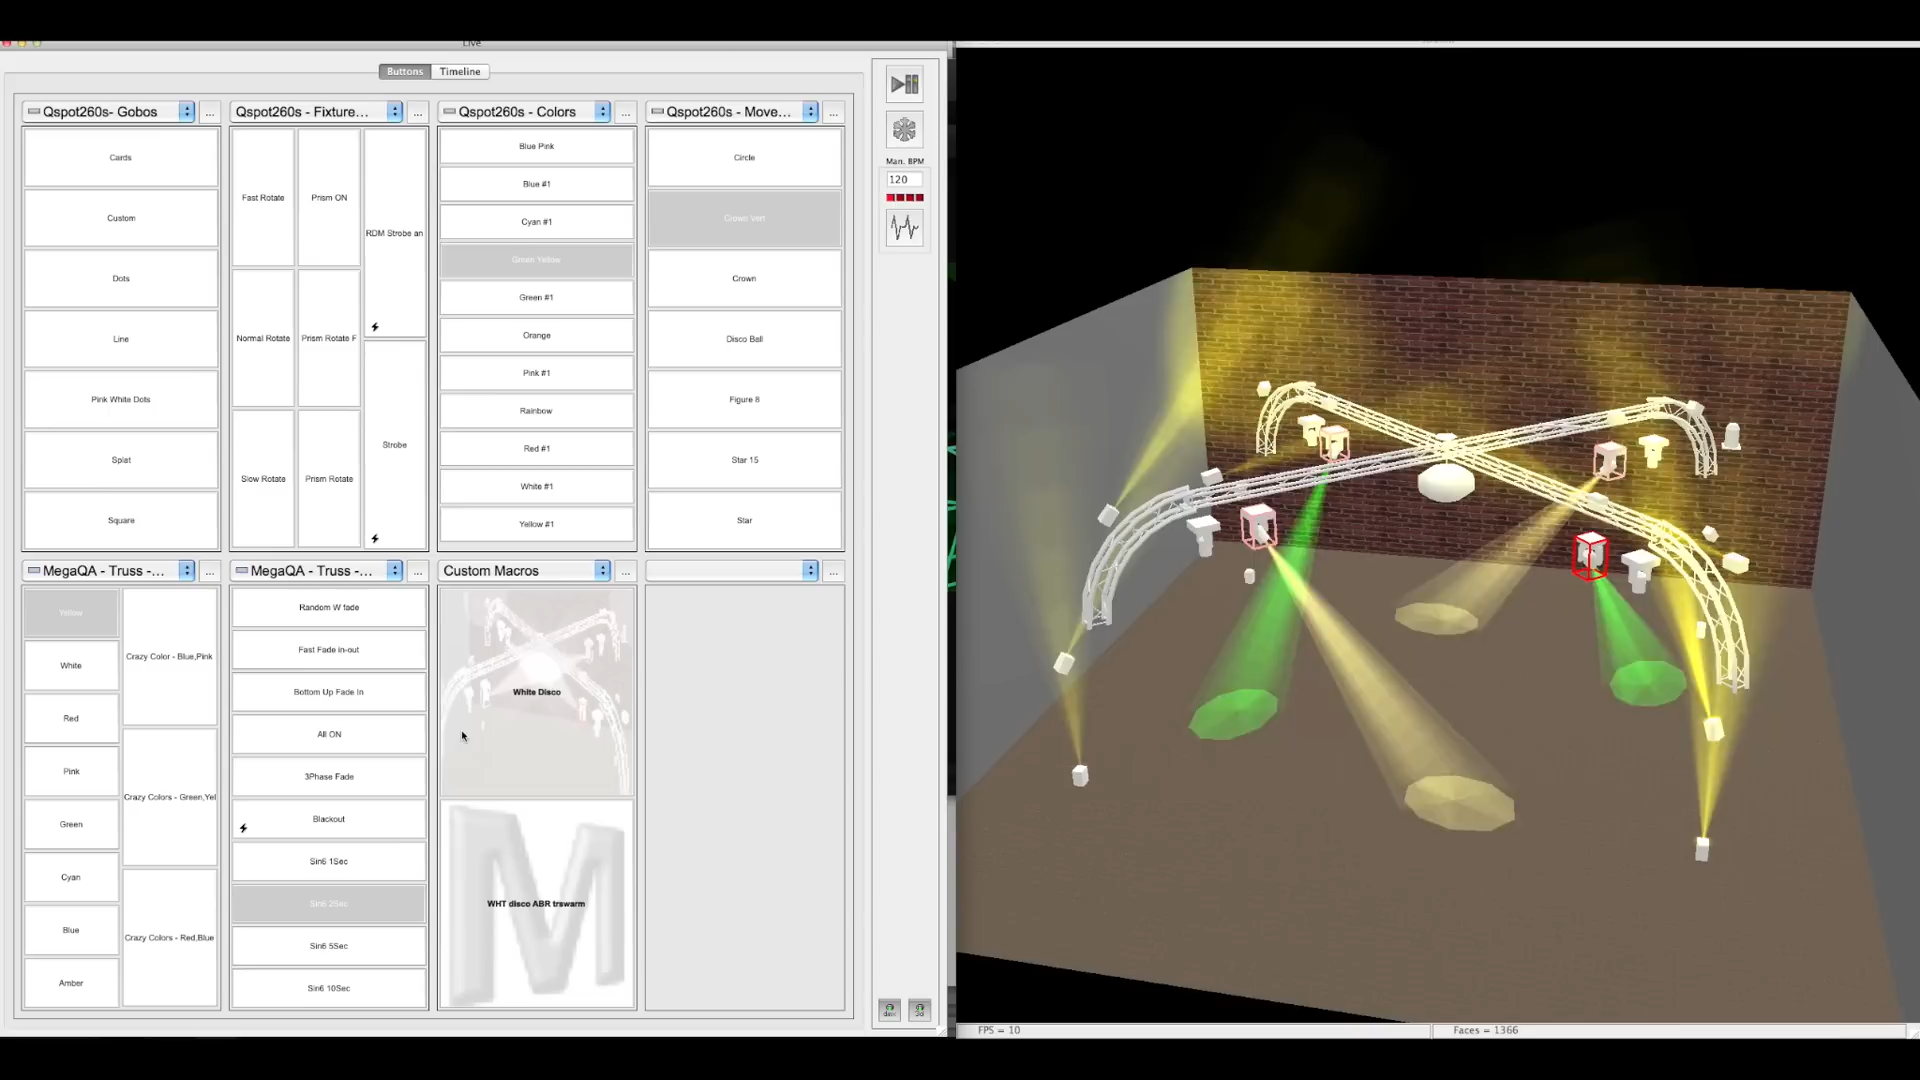 Live
Buttons
Timeline
Qspot260s- Gobos
...
Qspot260s - Fixture...
...
Qspot260s - Colors
...
Qspot260s - Move...
...
Cards
Custom
Dots
Line
Pink White Dots
Splat
Square
Fast Rotate
Prism ON
RDM Strobe an
Normal Rotate
Prism Rotate F
Strobe
Slow Rotate
Prism Rotate
Blue Pink
Blue #1
Cyan #1
Green Yellow
Green #1
Orange
Pink #1
Rainbow
Red #1
White #1
Yellow #1
Circle
Crown Vert
Crown
Disco Ball
Figure 8
Star 15
Star
Man. BPM
120
MegaQA - Truss -...
...
MegaQA - Truss -...
...
Custom Macros
...
...
Yellow
White
Red
Pink
Green
Cyan
Blue
Amber
Crazy Color - Blue,Pink
Crazy Colors - Green,Yel
Crazy Colors - Red,Blue
Random W fade
Fast Fade in-out
Bottom Up Fade In
All ON
3Phase Fade
Blackout
Sin6 1Sec
Sin6 2Sec
Sin6 5Sec
Sin6 10Sec
White Disco
M
WHT disco ABR trswarm
FPS = 10
Faces = 1366